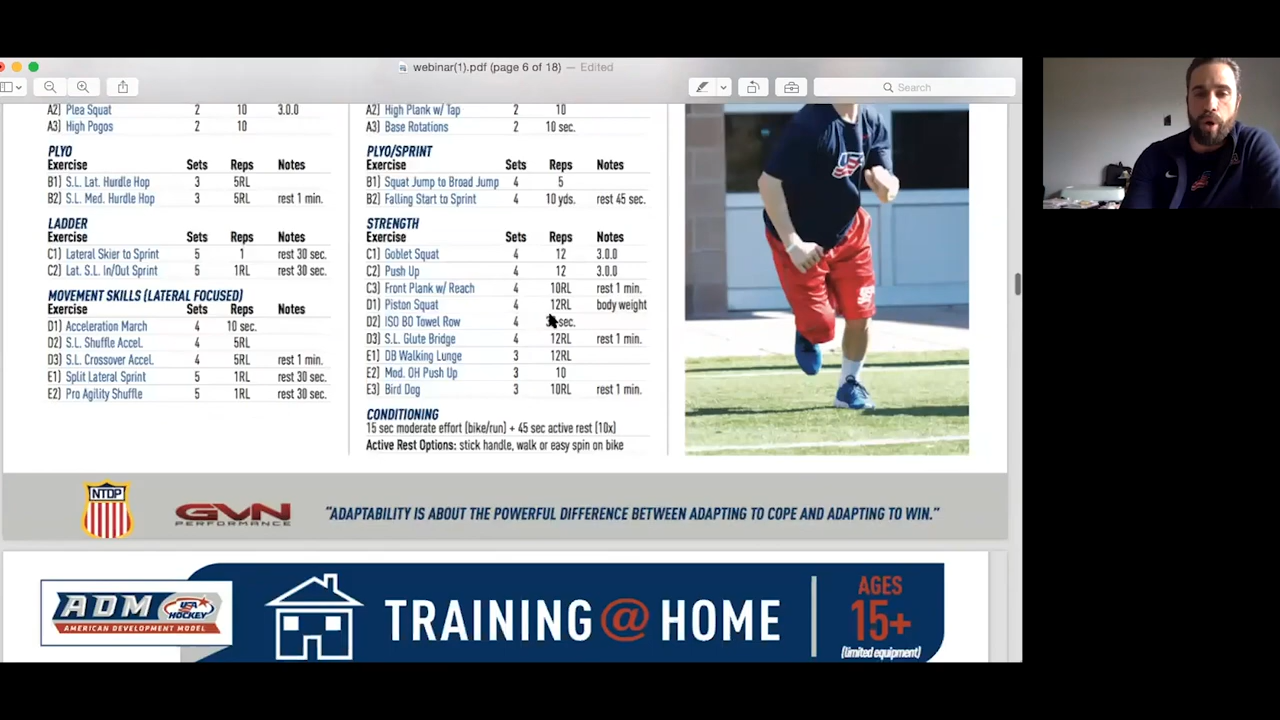 webinar(1).pdf (page 6 of 18) — Edited
Search
A2) Plea Squat 2 10 3.0.0
A3) High Pogos 2 10
PLYO
Exercise Sets Reps Notes
B1) S.L. Lat. Hurdle Hop 3 5RL
B2) S.L. Med. Hurdle Hop 3 5RL rest 1 min.
LADDER
Exercise Sets Reps Notes
C1) Lateral Skier to Sprint 5 1 rest 30 sec.
C2) Lat. S.L. In/Out Sprint 5 1RL rest 30 sec.
MOVEMENT SKILLS (LATERAL FOCUSED)
Exercise Sets Reps Notes
D1) Acceleration March 4 10 sec.
D2) S.L. Shuffle Accel. 4 5RL
D3) S.L. Crossover Accel. 4 5RL rest 1 min.
E1) Split Lateral Sprint 5 1RL rest 30 sec.
E2) Pro Agility Shuffle 5 1RL rest 30 sec.
A2) High Plank w/ Tap 2 10
A3) Base Rotations 2 10 sec.
PLYO/SPRINT
Exercise Sets Reps Notes
B1) Squat Jump to Broad Jump 4 5
B2) Falling Start to Sprint 4 10 yds. rest 45 sec.
STRENGTH
Exercise Sets Reps Notes
C1) Goblet Squat 4 12 3.0.0
C2) Push Up 4 12 3.0.0
C3) Front Plank w/ Reach 4 10RL rest 1 min.
D1) Piston Squat 4 12RL body weight
D2) ISO BO Towel Row 4 sec.
D3) S.L. Glute Bridge 4 12RL rest 1 min.
E1) DB Walking Lunge 3 12RL
E2) Mod. OH Push Up 3 10
E3) Bird Dog 3 10RL rest 1 min.
CONDITIONING
15 sec moderate effort (bike/run) + 45 sec active rest (10x)
Active Rest Options: stick handle, walk or easy spin on bike
NTDP
GVN
PERFORMANCE
"ADAPTABILITY IS ABOUT THE POWERFUL DIFFERENCE BETWEEN ADAPTING TO COPE AND ADAPTING TO WIN."
ADM
USA HOCKEY
AMERICAN DEVELOPMENT MODEL
TRAINING @ HOME
AGES
15+
(limited equipment)